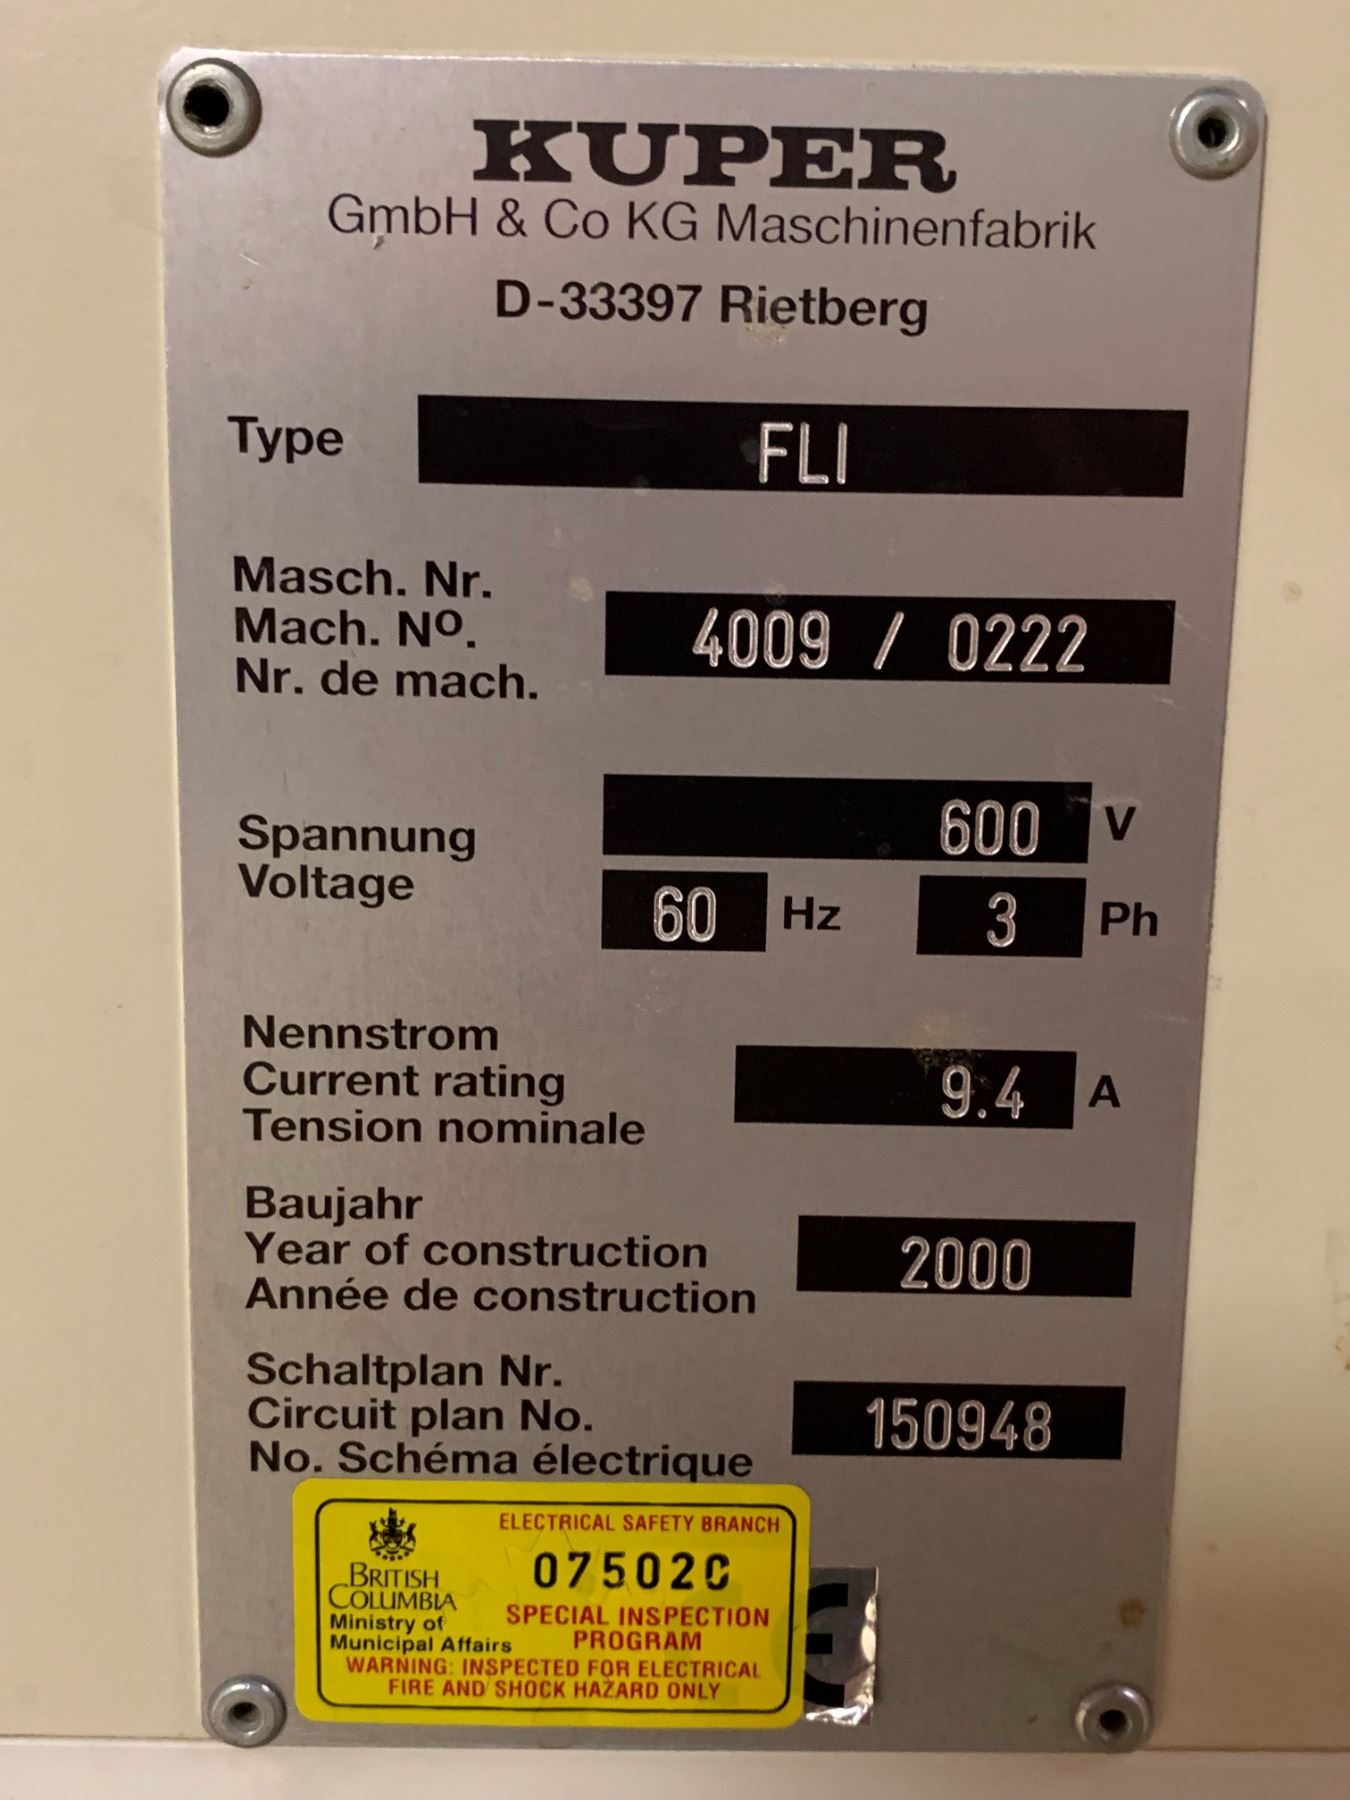 KUPER
GmbH & Co KG Maschinenfabrik
D-33397 Rietberg
Type FLI
Masch. Nr.
Mach. Nº. 4009 / 0222
Nr. de mach.
600 V
Spannung
Voltage
60 Hz 3 Ph
Nennstrom
Current rating 9.4 A
Tension nominale
Baujahr
Year of construction 2000
Année de construction
Schaltplan Nr.
Circuit plan No. 150948
No. Schéma électrique
ELECTRICAL SAFETY BRANCH
BRITISH
COLUMBIA
Ministry of
Municipal Affairs
SPECIAL INSPECTION
PROGRAM
WARNING: INSPECTED FOR ELECTRICAL
FIRE AND SHOCK HAZARD ONLY